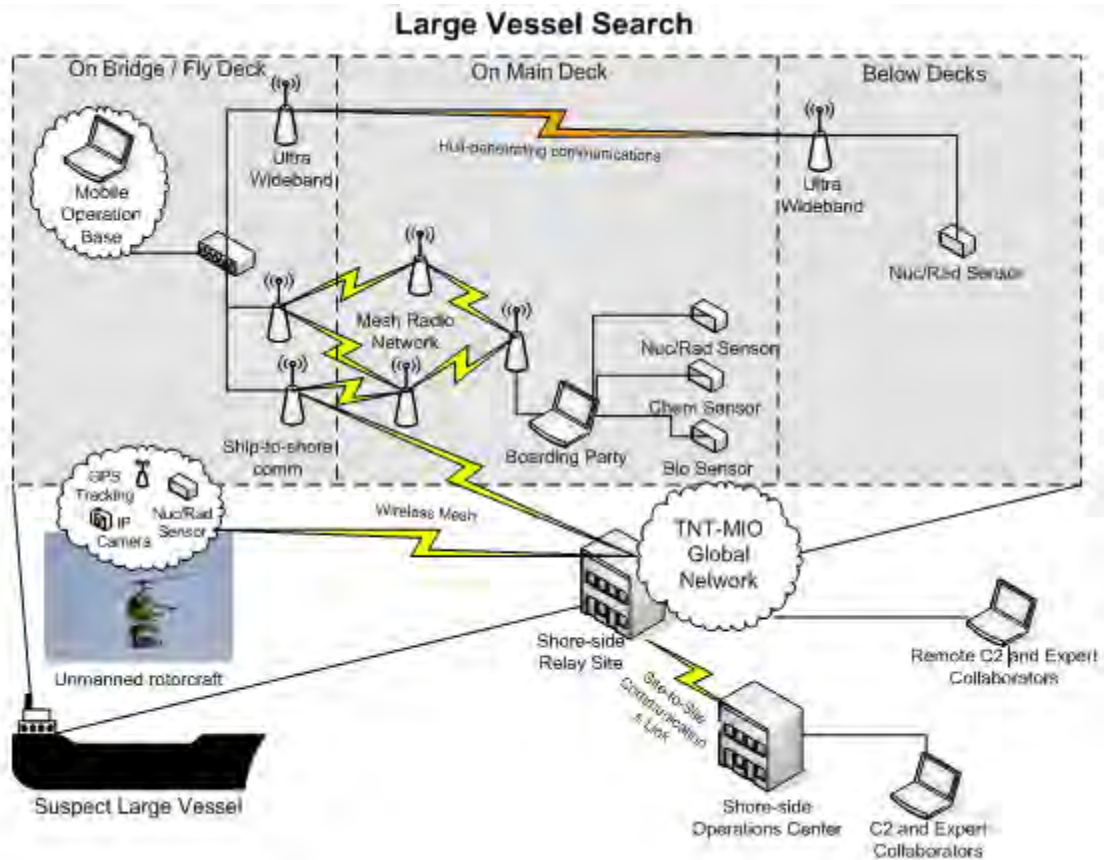 Large Vessel Search
On Bridge / Fly Deck
On Main Deck
Below Decks
Mobile
Operation
Base
Ultra
Wideband
Hull-penetrating communications
Ultra
Wideband
Nuc/Rad Sensor
Mesh Radio
Network
Nuc/Rad Sensor
Chem Sensor
Bio Sensor
Boarding Party
Ship-to-shore
comm
GPS
Tracking
Nuc/Rad
Sensor
IP
Camera
Wireless Mesh
TNT-MIO
Global
Network
Unmanned rotorcraft
Shore-side
Relay Site
Remote C2 and Expert
Collaborators
Site-to-Site
Communication
s Link
Suspect Large Vessel
Shore-side
Operations Center
C2 and Expert
Collaborators